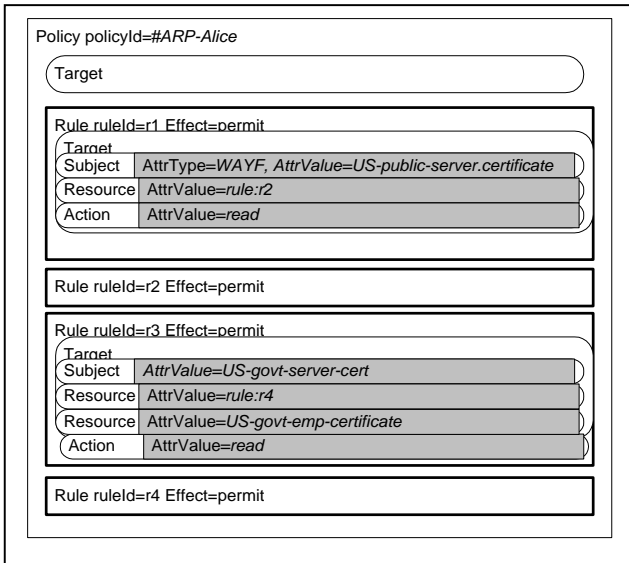 Policy policyId=#ARP-Alice
Target
Rule ruleId=r1 Effect=permit
Target
Subject AttrType=WAYF, AttrValue=US-public-server.certificate
Resource AttrValue=rule:r2
Action AttrValue=read
Rule ruleId=r2 Effect=permit
Rule ruleId=r3 Effect=permit
Target
Subject AttrValue=US-govt-server-cert
Resource AttrValue=rule:r4
Resource AttrValue=US-govt-emp-certificate
Action AttrValue=read
Rule ruleId=r4 Effect=permit